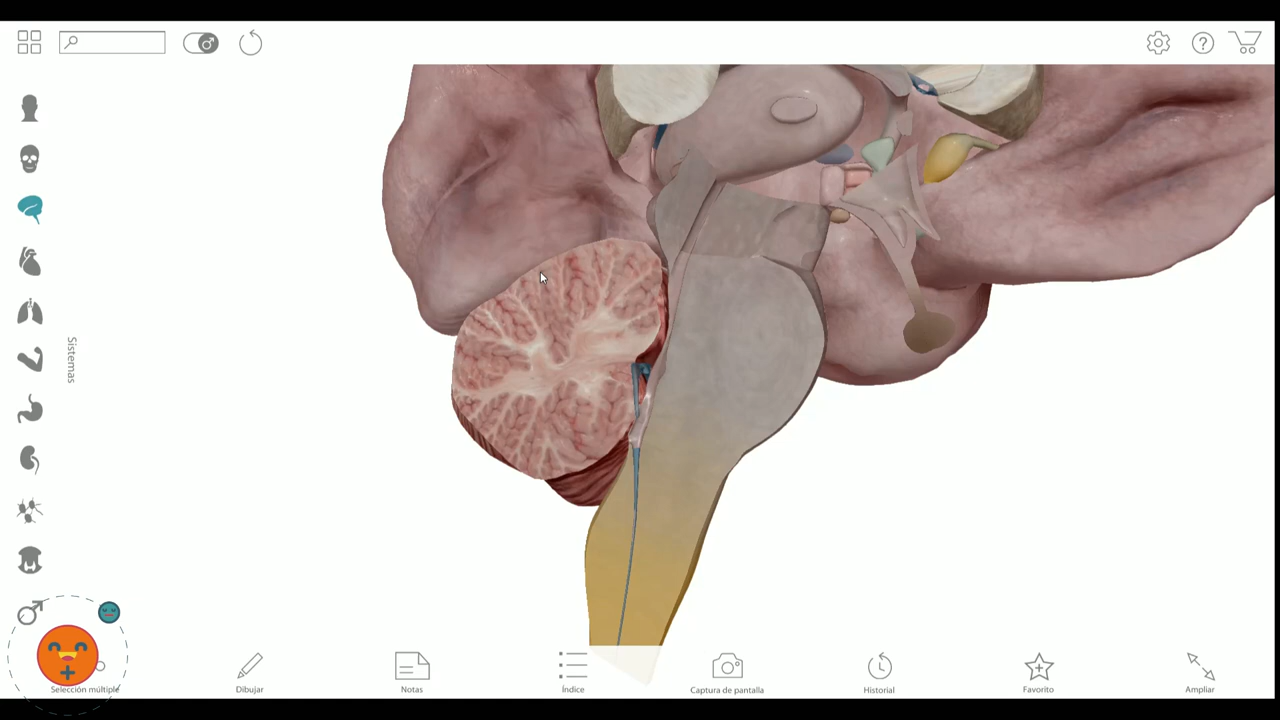 Sistemas
Selección múltiple
Dibujar
Notas
Índice
Captura de pantalla
Historial
Favorito
Ampliar